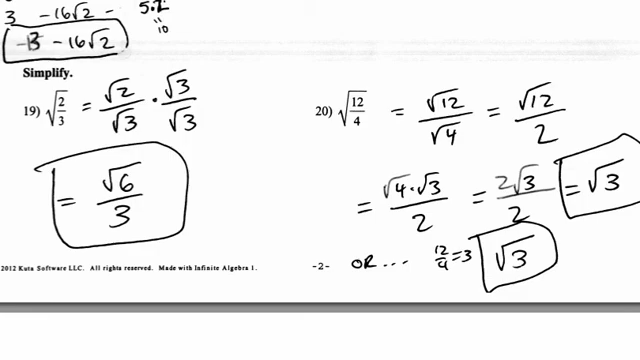 3 - 16√2 -
5.2
"
10
-13 - 16√2
Simplify.
19) √(2/3) = √2/√3 · √3/√3
= √6/3
20) √(12/4) = √12/√4 = √12/2
= √4·√3/2 = 2√3/2 = √3
OR... 12/4=3 √3
2012 Kuta Software LLC. All rights reserved. Made with Infinite Algebra 1.
-2-